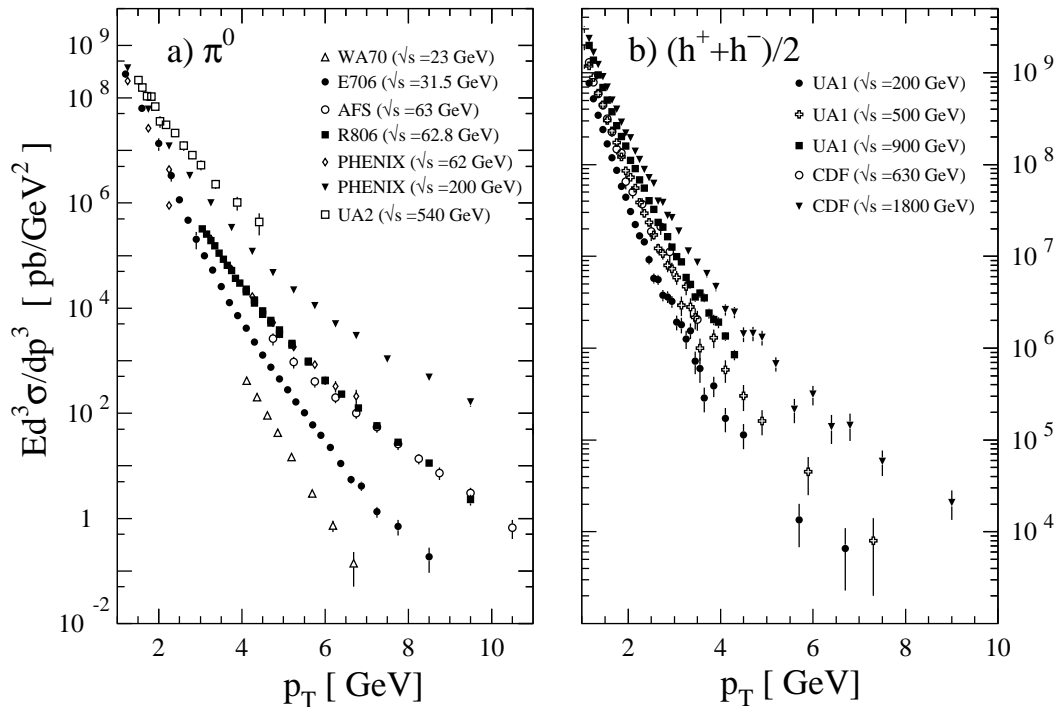 a) π⁰
WA70 (√s =23 GeV)
E706 (√s =31.5 GeV)
AFS (√s =63 GeV)
R806 (√s =62.8 GeV)
PHENIX (√s =62 GeV)
PHENIX (√s =200 GeV)
UA2 (√s =540 GeV)
Ed³σ/dp³ [ pb/GeV² ]
10⁹
10⁸
10⁶
10⁴
10²
1
10⁻²
2 4 6 8 10
p_T [ GeV]
b) (h⁺+h⁻)/2
UA1 (√s =200 GeV)
UA1 (√s =500 GeV)
UA1 (√s =900 GeV)
CDF (√s =630 GeV)
CDF (√s =1800 GeV)
10⁹
10⁸
10⁷
10⁶
10⁵
10⁴
2 4 6 8 10
p_T [ GeV]